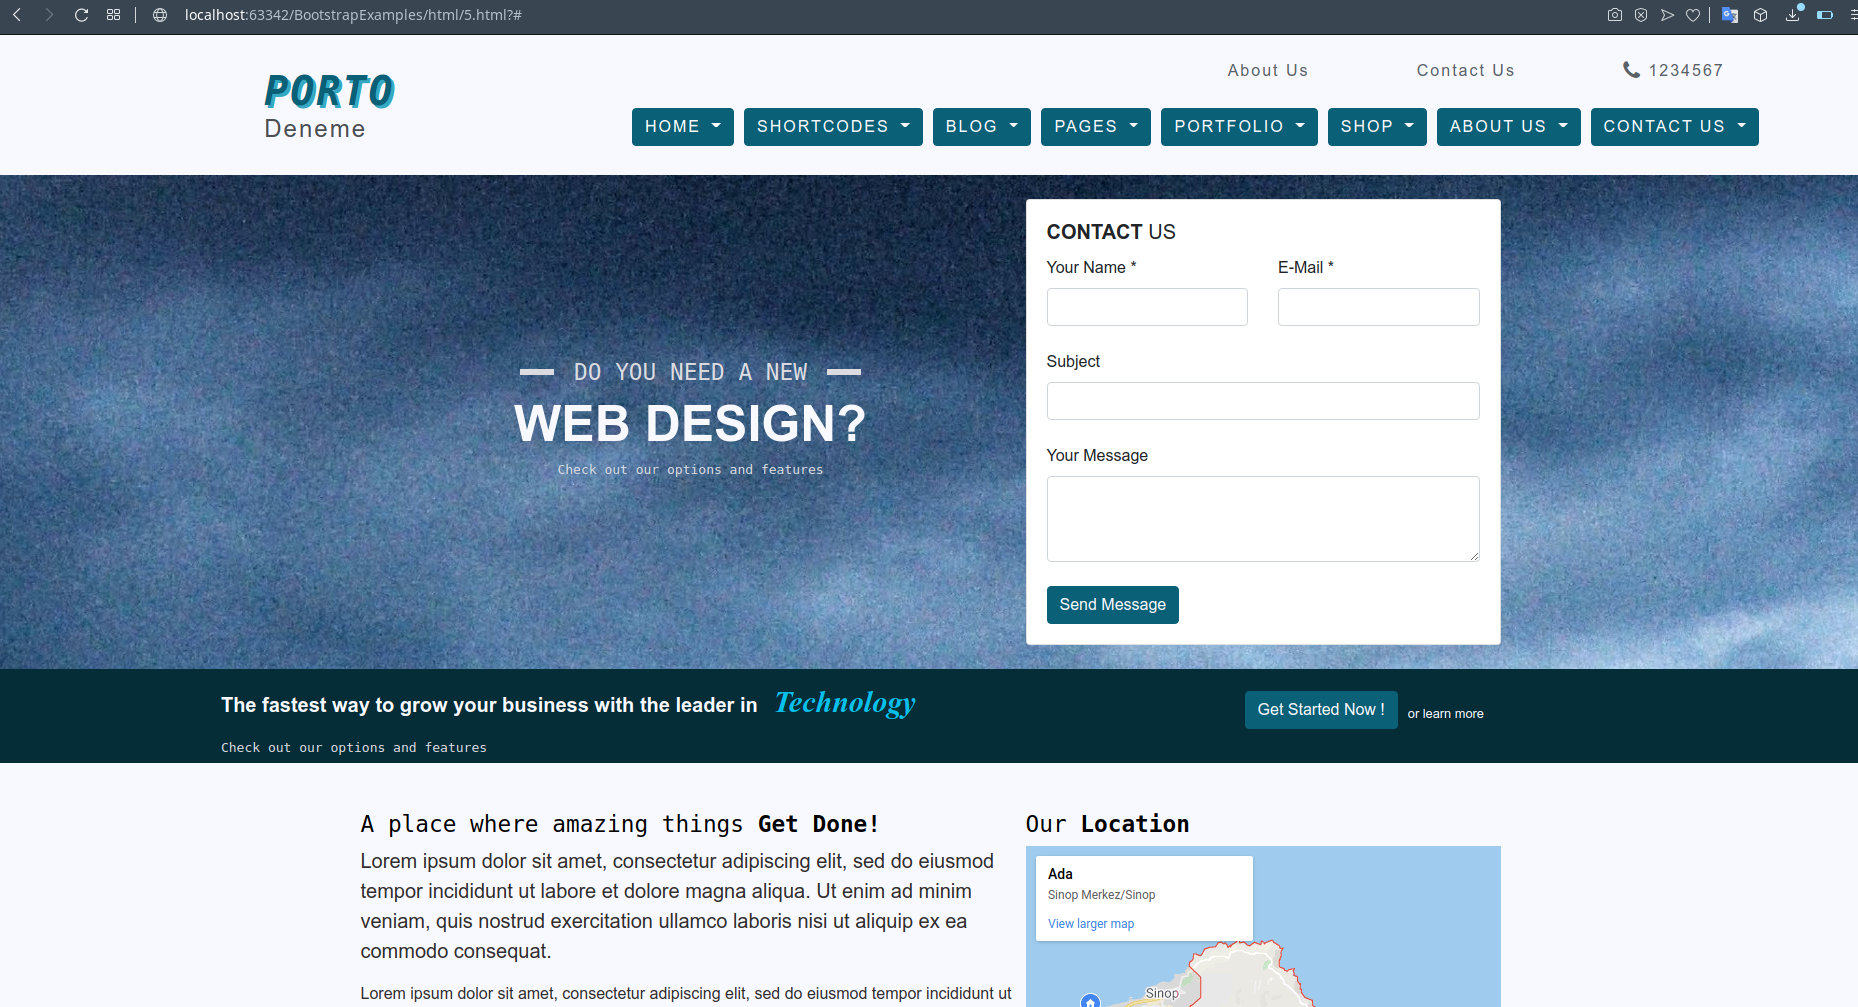 localhost:63342/BootstrapExamples/html/5.html?#
About Us
Contact Us
1234567
PORTO
Deneme
HOME
SHORTCODES
BLOG
PAGES
PORTFOLIO
SHOP
ABOUT US
CONTACT US
DO YOU NEED A NEW
WEB DESIGN?
Check out our options and features
CONTACT US
Your Name *
E-Mail *
Subject
Your Message
Send Message
The fastest way to grow your business with the leader in Technology
Check out our options and features
Get Started Now !
or learn more
A place where amazing things Get Done!
Lorem ipsum dolor sit amet, consectetur adipiscing elit, sed do eiusmod
tempor incididunt ut labore et dolore magna aliqua. Ut enim ad minim
veniam, quis nostrud exercitation ullamco laboris nisi ut aliquip ex ea
commodo consequat.
Lorem ipsum dolor sit amet, consectetur adipiscing elit, sed do eiusmod tempor incididunt ut
Our Location
Ada
Sinop Merkez/Sinop
View larger map
Sinop